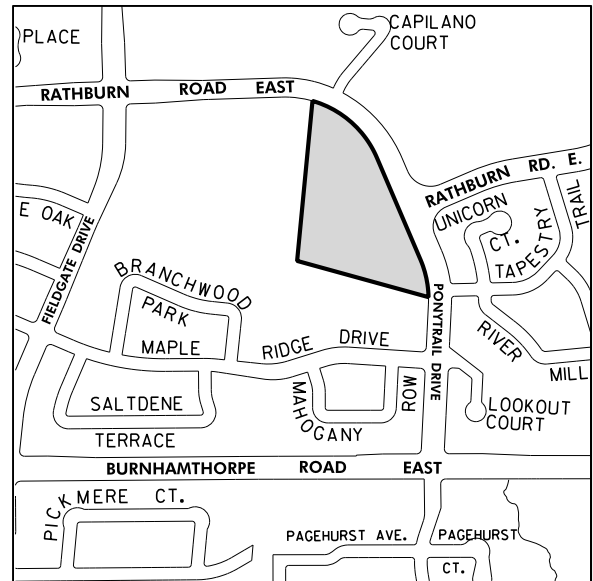 CAPILANO
COURT
PLACE
RATHBURN ROAD EAST
RATHBURN RD. E.
TRAIL
UNICORN
CT.
TAPESTRY
E OAK
FIELDGATE DRIVE
BRANCHWOOD
PARK
PONYTRAIL DRIVE
RIVER
MILL
MAPLE RIDGE DRIVE
MAHOGANY
ROW
SALTDENE
TERRACE
LOOKOUT
COURT
BURNHAMTHORPE ROAD EAST
PICKMERE CT.
PAGEHURST AVE.
PAGEHURST
CT.